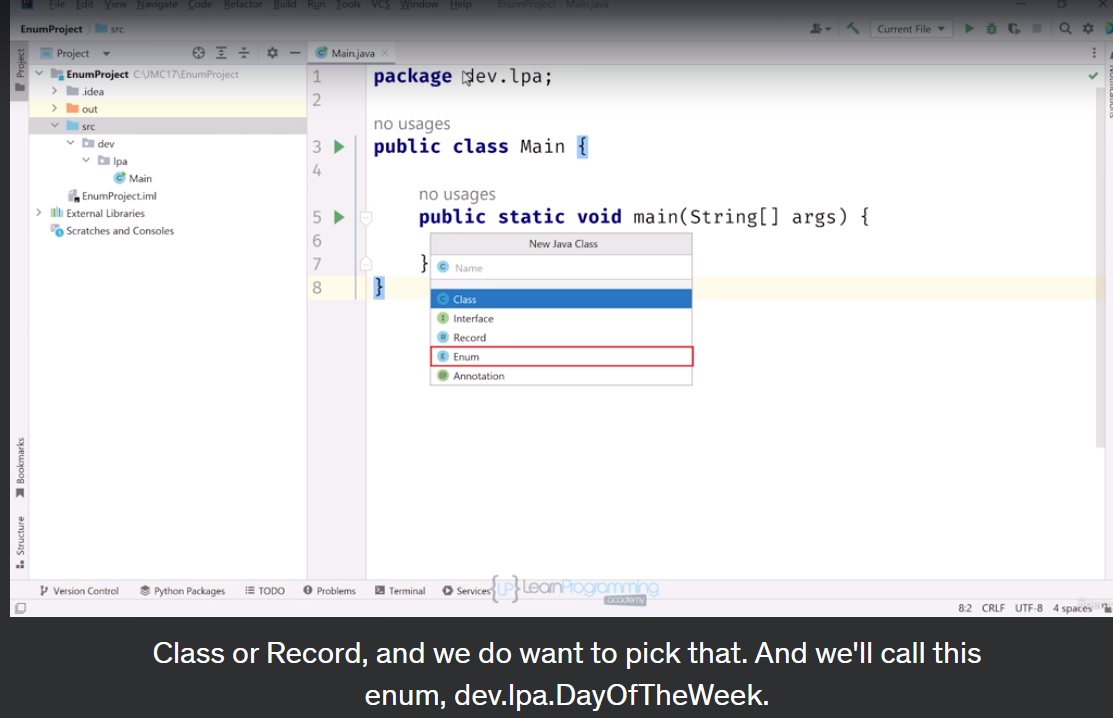 File Edit View Navigate Code Refactor Build Run Tools VCS Window Help EnumProject - Main.java
EnumProject src
Current File
Project
Project
Main.java
EnumProject C:\JMC17\EnumProject
.idea
out
src
dev
lpa
Main
EnumProject.iml
External Libraries
Scratches and Consoles
Bookmarks
Structure
1 package dev.lpa;
2
no usages
3 public class Main {
4
no usages
5 public static void main(String[] args) {
6
7 }
8 }
New Java Class
Name
C Class
I Interface
R Record
E Enum
@ Annotation
Notifications
Version Control Python Packages TODO Problems Terminal Services
{LP} LearnProgramming
academy
8:2 CRLF UTF-8 4 spaces
Class or Record, and we do want to pick that. And we'll call this
enum, dev.lpa.DayOfTheWeek.